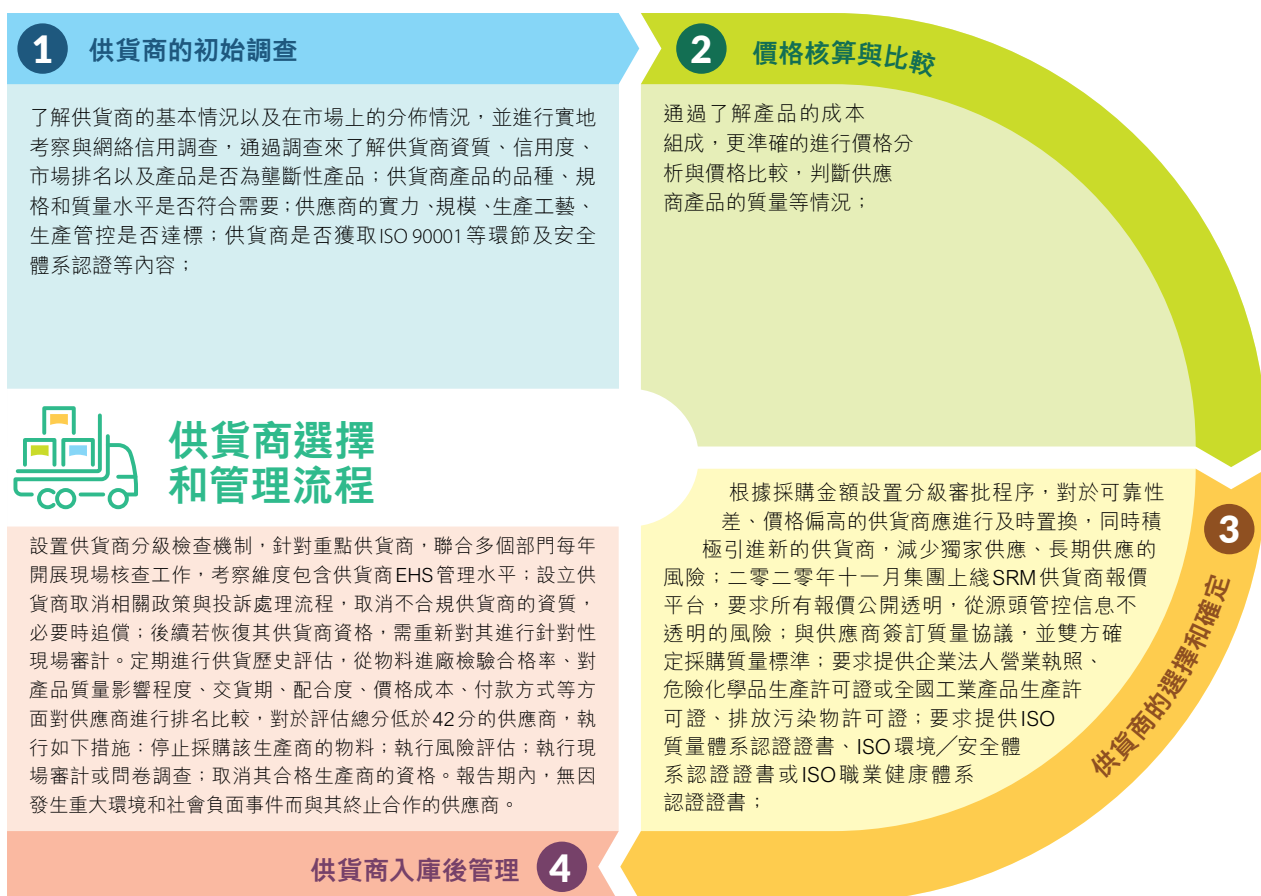 1 供貨商的初始調查
了解供貨商的基本情況以及在市場上的分佈情況，並進行實地
考察與網絡信用調查，通過調查來了解供貨商資質、信用度、
市場排名以及產品是否為壟斷性產品；供貨商產品的品種、規
格和質量水平是否符合需要；供應商的實力、規模、生產工藝、
生產管控是否達標；供貨商是否獲取ISO 90001等環節及安全
體系認證等內容；
2 價格核算與比較
通過了解產品的成本
組成，更準確的進行價格分
析與價格比較，判斷供應
商產品的質量等情況；
供貨商選擇
和管理流程
3 供貨商的選擇和確定
根據採購金額設置分級審批程序，對於可靠性
差、價格偏高的供貨商應進行及時置換，同時積
極引進新的供貨商，減少獨家供應、長期供應的
風險；二零二零年十一月集團上綫SRM供貨商報價
平台，要求所有報價公開透明，從源頭管控信息不
透明的風險；與供應商簽訂質量協議，並雙方確
定採購質量標準；要求提供企業法人營業執照、
危險化學品生產許可證或全國工業產品生產許
可證、排放污染物許可證；要求提供ISO
質量體系認證證書、ISO環境／安全體
系認證證書或ISO職業健康體系
認證證書；
設置供貨商分級檢查機制，針對重點供貨商，聯合多個部門每年
開展現場核查工作，考察維度包含供貨商EHS管理水平；設立供
貨商取消相關政策與投訴處理流程，取消不合規供貨商的資質，
必要時追償；後續若恢復其供貨商資格，需重新對其進行針對性
現場審計。定期進行供貨歷史評估，從物料進廠檢驗合格率、對
產品質量影響程度、交貨期、配合度、價格成本、付款方式等方
面對供應商進行排名比較，對於評估總分低於42分的供應商，執
行如下措施：停止採購該生產商的物料；執行風險評估；執行現
場審計或問卷調查；取消其合格生產商的資格。報告期內，無因
發生重大環境和社會負面事件而與其終止合作的供應商。
供貨商入庫後管理 4